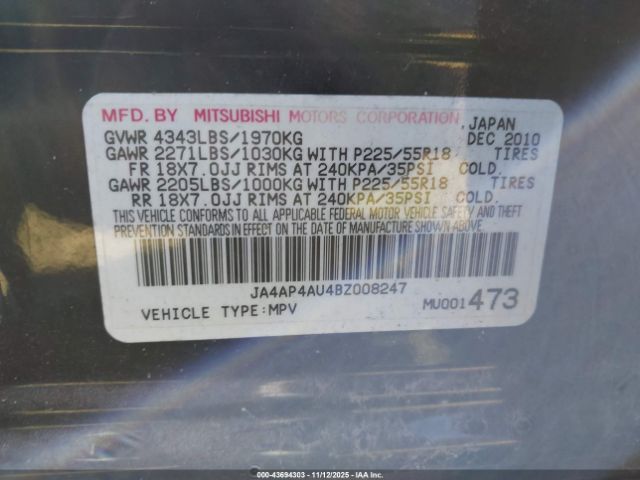 MFD. BY MITSUBISHI MOTORS CORPORATION. JAPAN
GVWR 4343LBS/1970KG DEC 2010
GAWR 2271LBS/1030KG WITH P225/55R18 TIRES
FR 18X7.0JJ RIMS AT 240KPA/35PSI COLD.
GAWR 2205LBS/1000KG WITH P225/55R18 TIRES
RR 18X7.0JJ RIMS AT 240KPA/35PSI COLD.
THIS VEHICLE CONFORMS TO ALL APPLICABLE FEDERAL MOTOR VEHICLE SAFETY AND THEFT
PREVENTION STANDARDS IN EFFECT ON THE DATE OF MANUFACTURE SHOWN ABOVE.
JA4AP4AU4BZ008247
VEHICLE TYPE:MPV MU001473
000-43694303 - 11/12/2025 - IAAI